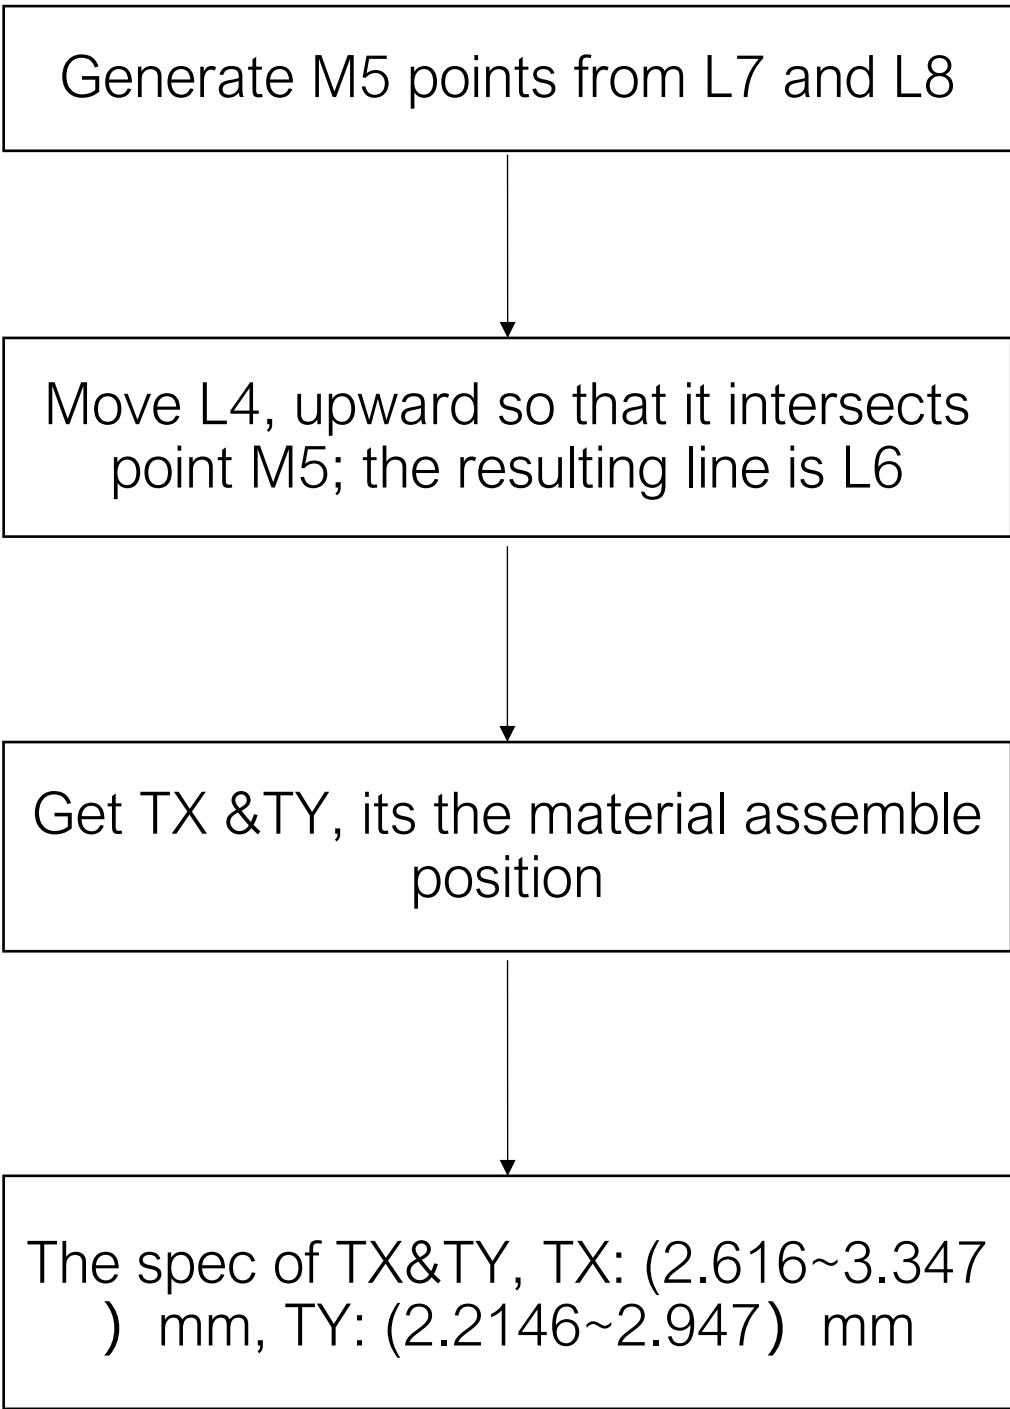 Generate M5 points from L7 and L8
Move L4, upward so that it intersects
point M5; the resulting line is L6
Get TX &TY, its the material assemble
position
The spec of TX&TY, TX: (2.616~3.347
） mm, TY: (2.2146~2.947） mm